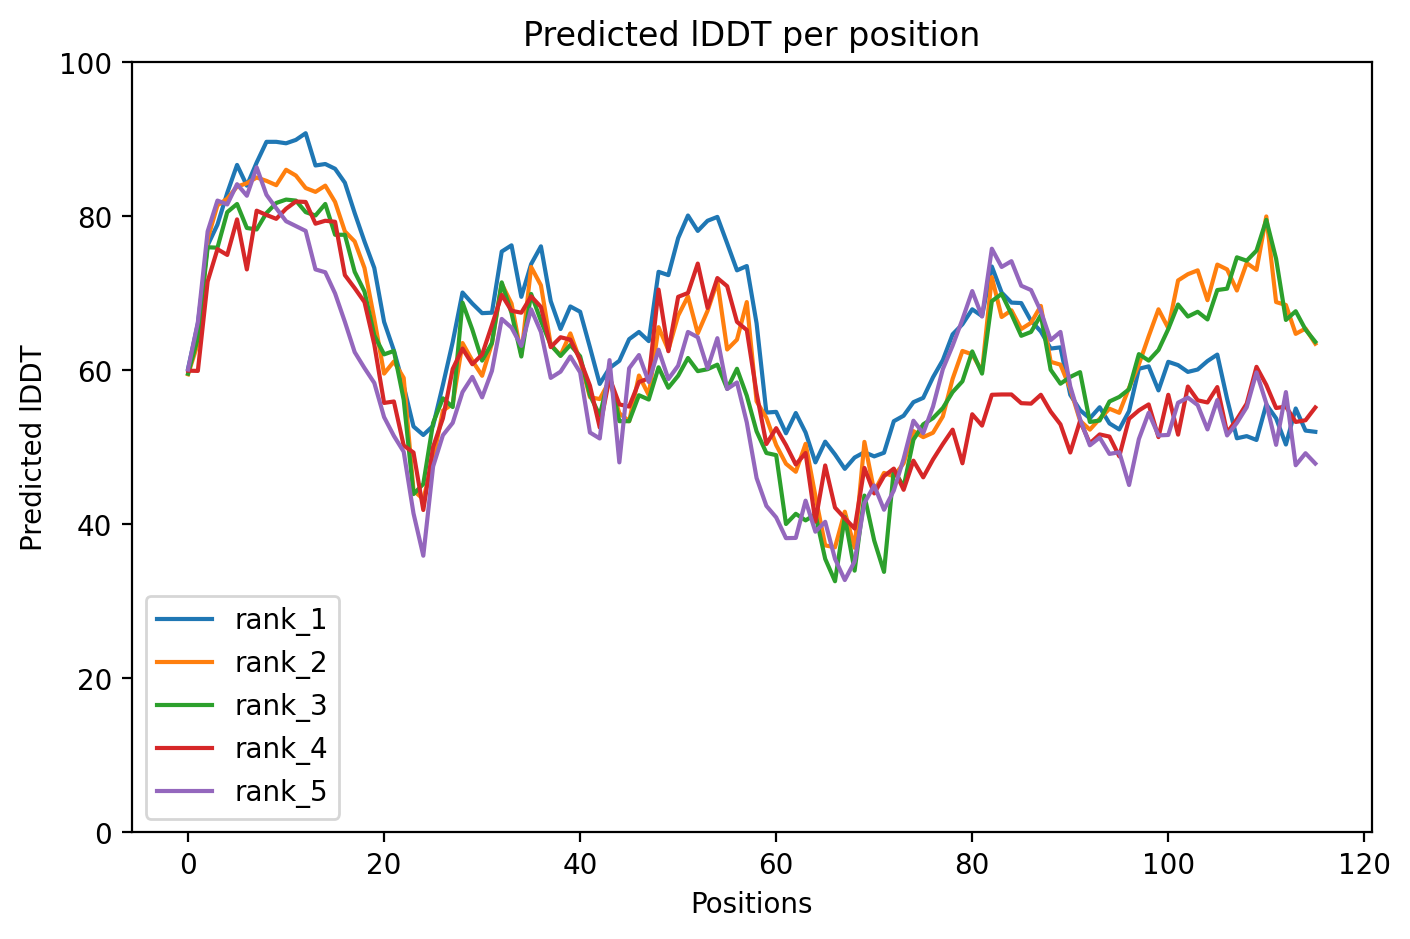 Predicted lDDT per position
100
80
60
40
20
0
Predicted lDDT
rank_1
rank_2
rank_3
rank_4
rank_5
0 20 40 60 80 100 120
Positions